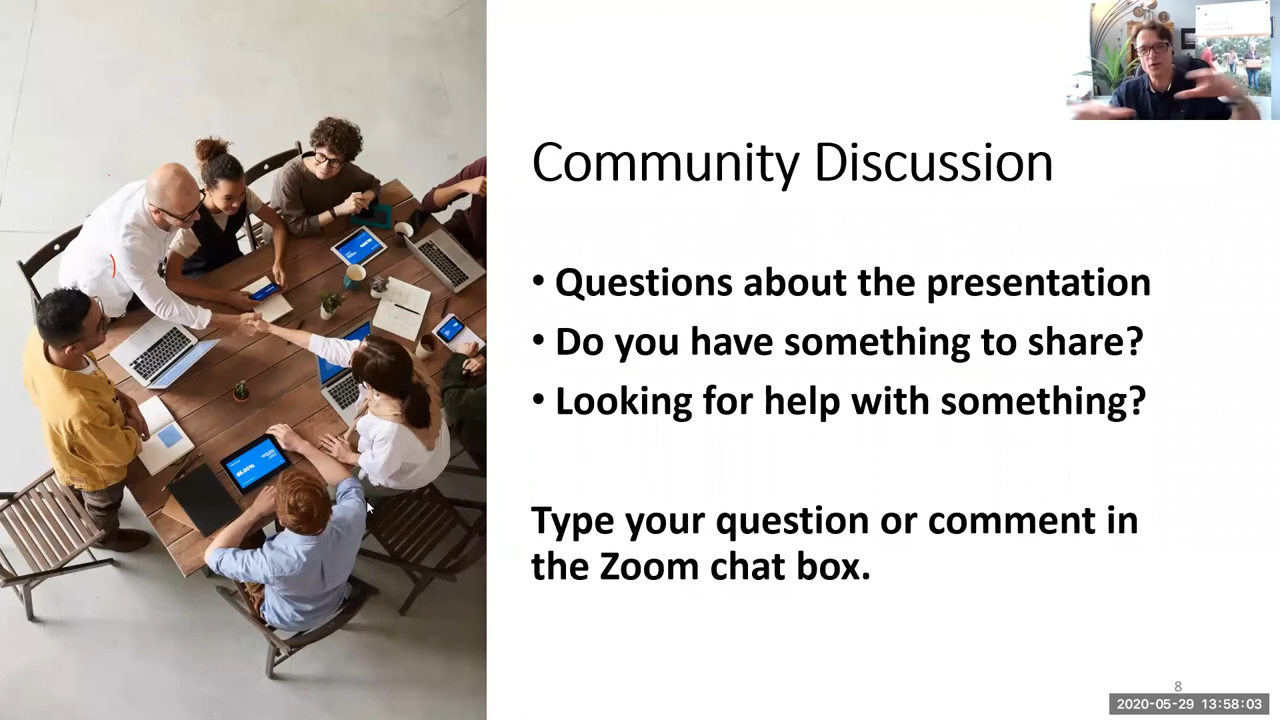 Community Discussion
• Questions about the presentation
• Do you have something to share?
• Looking for help with something?
Type your question or comment in
the Zoom chat box.
8
2020-05-29 13:58:03